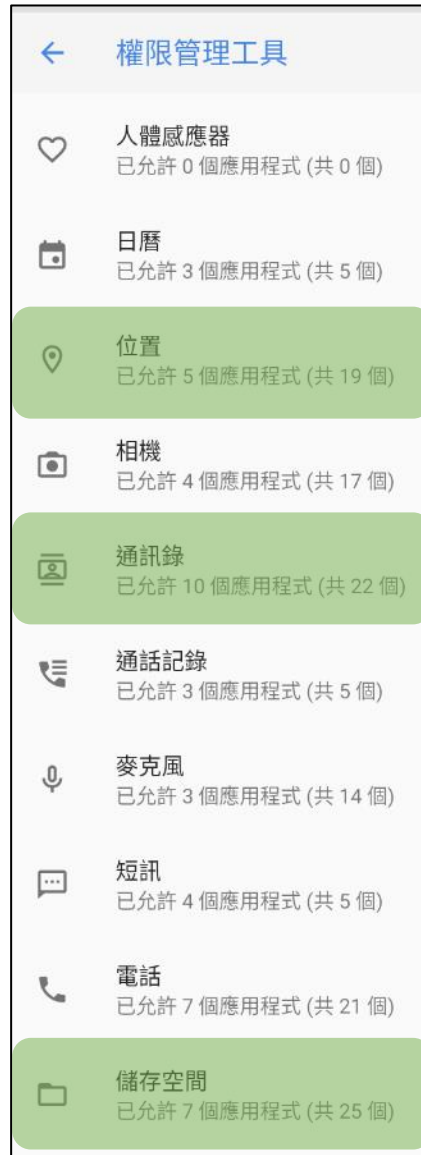 權限管理工具
人體感應器
已允許 0 個應用程式 (共 0 個)
日曆
已允許 3 個應用程式 (共 5 個)
位置
已允許 5 個應用程式 (共 19 個)
相機
已允許 4 個應用程式 (共 17 個)
通訊錄
已允許 10 個應用程式 (共 22 個)
通話記錄
已允許 3 個應用程式 (共 5 個)
麥克風
已允許 3 個應用程式 (共 14 個)
短訊
已允許 4 個應用程式 (共 5 個)
電話
已允許 7 個應用程式 (共 21 個)
儲存空間
已允許 7 個應用程式 (共 25 個)